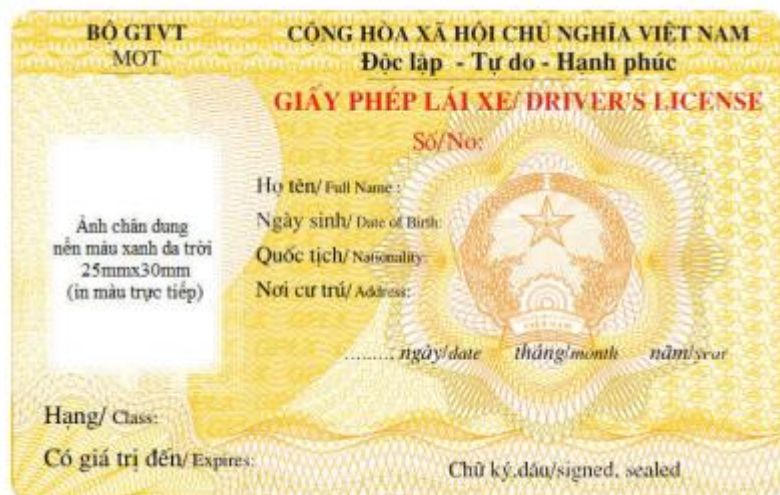 BỘ GTVT
MOT
CỘNG HÒA XÃ HỘI CHỦ NGHĨA VIỆT NAM
Độc lập - Tự do - Hạnh phúc
GIẤY PHÉP LÁI XE/ DRIVER'S LICENSE
Số/No:
Ảnh chân dung
nền màu xanh da trời
25mmx30mm
(in màu trực tiếp)
Họ tên/ Full Name :
Ngày sinh/ Date of Birth:
Quốc tịch/ Nationality:
Nơi cư trú/ Address:
VIỆT NAM
........, ngày/date tháng/month năm/year
Hạng/ Class:
Có giá trị đến/ Expires:
Chữ ký,dấu/signed, sealed